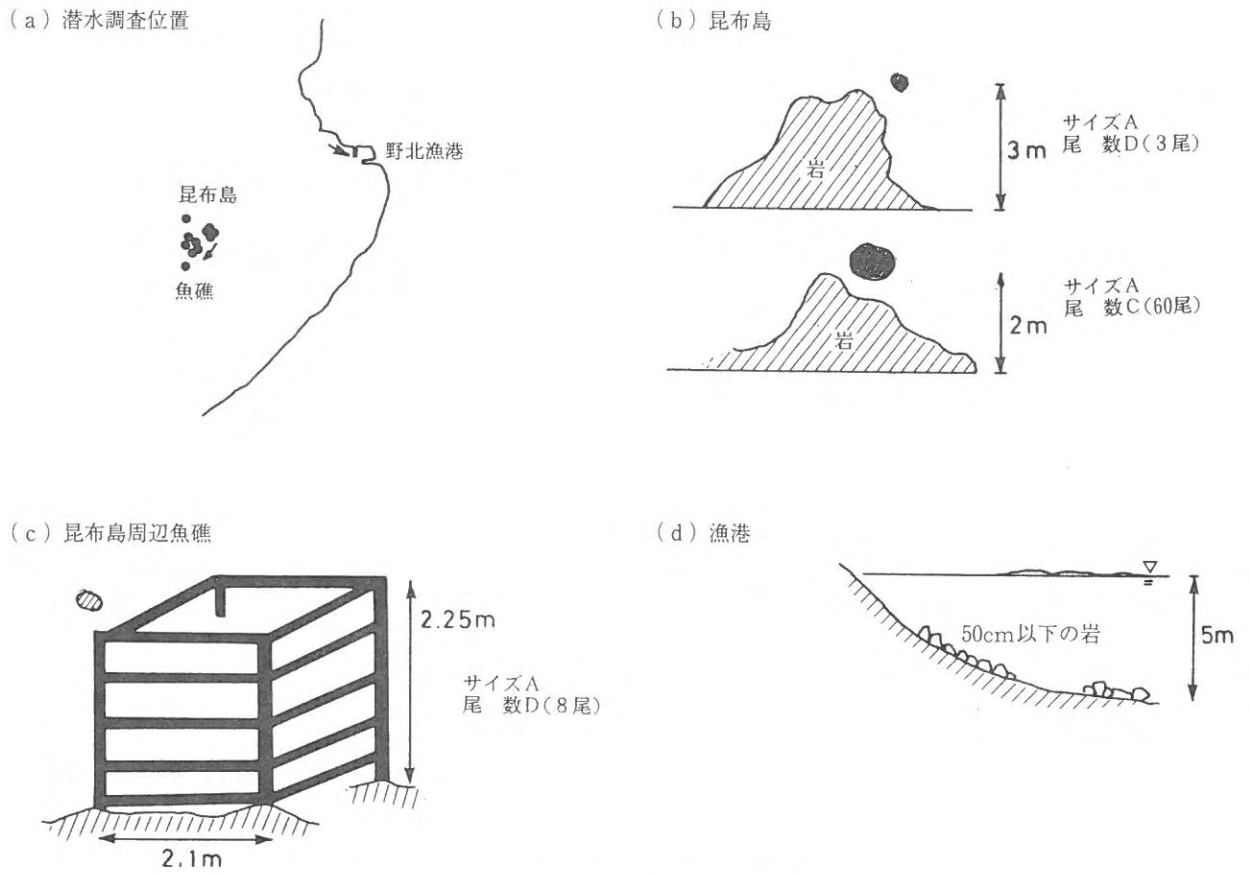 (a) 潜水調査位置
野北漁港
昆布島
魚礁
(b) 昆布島
岩
3m
サイズA
尾 数D(3尾)
岩
2m
サイズA
尾 数C(60尾)
(c) 昆布島周辺魚礁
2.25m
サイズA
尾 数D(8尾)
2.1m
(d) 漁港
50cm以下の岩
5m